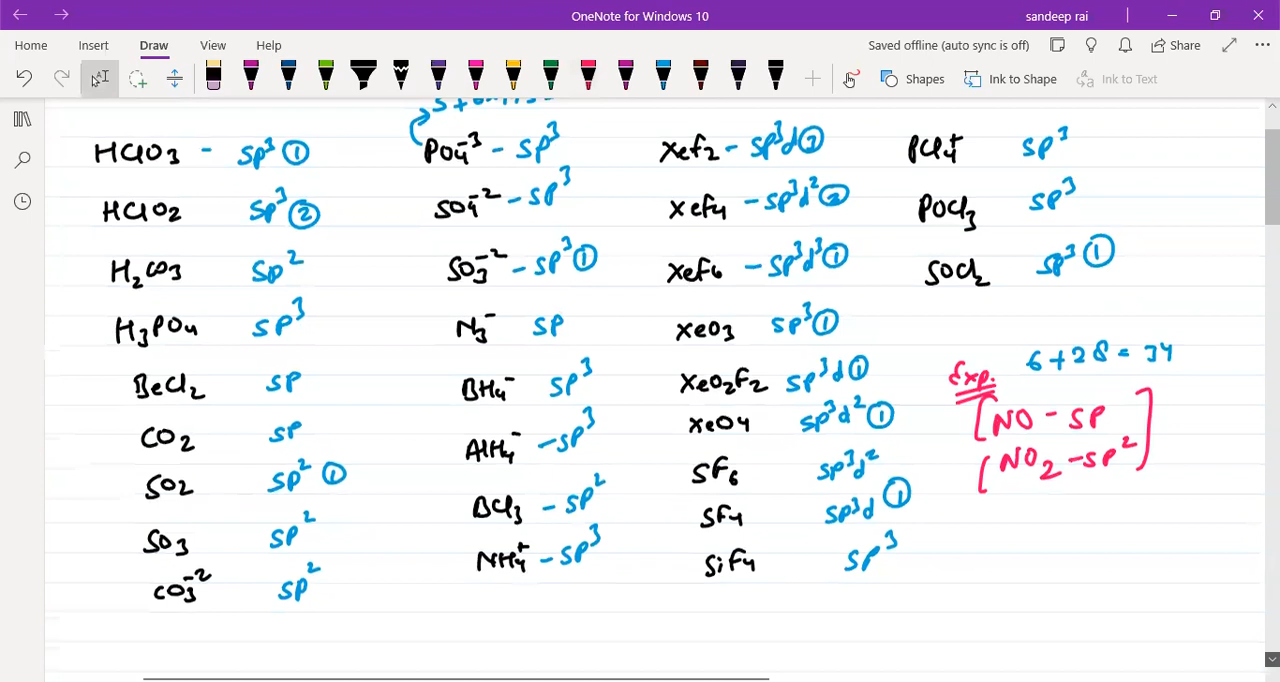 OneNote for Windows 10
sandeep rai
Home Insert Draw View Help
Saved offline (auto sync is off)
Share
Shapes
Ink to Shape
Ink to Text
HClO3 - sp³ ①
HClO2 sp³ ②
H2CO3 sp²
H3PO4 sp³
BeCl2 sp
CO2 sp
SO2 sp² ①
SO3 sp²
CO3⁻² sp²
PO4⁻³ - sp³
SO4⁻² - sp³
SO3⁻² - sp³ ①
N3⁻ sp
BH4⁻ sp³
AlH4⁻ - sp³
BCl3 - sp²
NH4⁺ - sp³
XeF2 - sp³d ③
XeF4 - sp³d² ②
XeF6 - sp³d³ ①
XeO3 sp³ ①
XeO2F2 sp³d ①
XeO4 sp³d² ①
SF6 sp³d²
SF4 sp³d ①
SiF4 sp³
PCl4⁺ sp³
POCl3 sp³
SOCl2 sp³ ①
6 + 28 = 34
Exp.
[NO - sp
(NO2 - sp²]